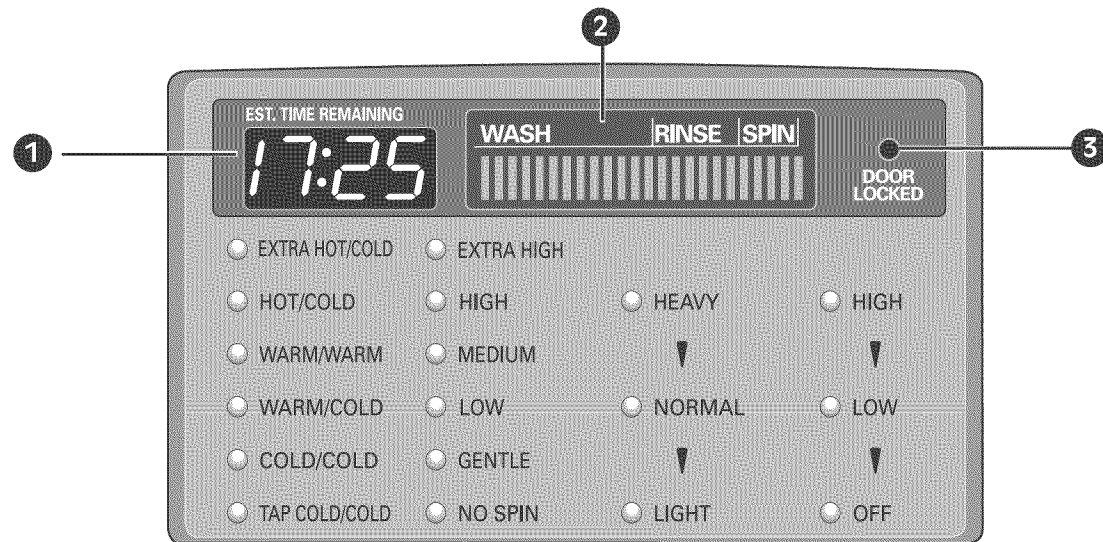 2
EST. TIME REMAINING
WASH RINSE SPIN
1 17:25 3
DOOR
LOCKED
EXTRA HOT/COLD EXTRA HIGH
HOT/COLD HIGH HEAVY HIGH
WARM/WARM MEDIUM
WARM/COLD LOW NORMAL LOW
COLD/COLD GENTLE
TAP COLD/COLD NO SPIN LIGHT OFF